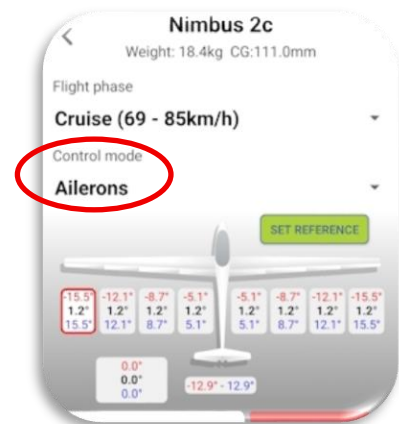 Nimbus 2c
Weight: 18.4kg CG:111.0mm
Flight phase
Cruise (69 - 85km/h)
Control mode
Ailerons
SET REFERENCE
-15.5° -12.1° -8.7° -5.1° -5.1° -8.7° -12.1° -15.5°
1.2° 1.2° 1.2° 1.2° 1.2° 1.2° 1.2° 1.2°
15.5° 12.1° 8.7° 5.1° 5.1° 8.7° 12.1° 15.5°
0.0°
0.0° -12.9° - 12.9°
0.0°